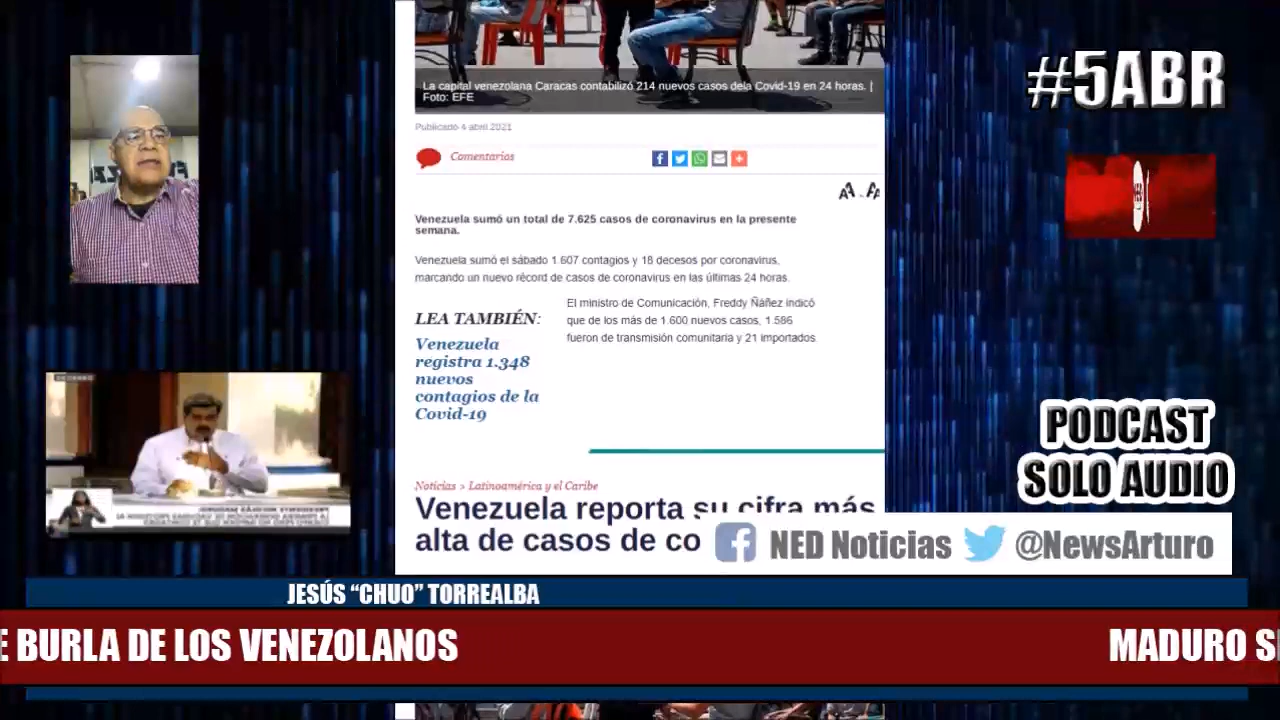 La capital venezolana Caracas contabilizó 214 nuevos casos dela Covid-19 en 24 horas. |
Foto: EFE
Publicado 4 abril 2021
Comentarios
Venezuela sumó un total de 7.625 casos de coronavirus en la presente
semana.
Venezuela sumó el sábado 1.607 contagios y 18 decesos por coronavirus,
marcando un nuevo récord de casos de coronavirus en las últimas 24 horas.
El ministro de Comunicación, Freddy Ñáñez indicó
que de los más de 1.600 nuevos casos, 1.586
fueron de transmisión comunitaria y 21 importados
LEA TAMBIÉN:
Venezuela
registra 1.348
nuevos
contagios de la
Covid-19
Noticias > Latinoamérica y el Caribe
Venezuela reporta su cifra más
alta de casos de co
#5ABR
PODCAST
SOLO AUDIO
NED Noticias @NewsArturo
JESÚS “CHUO” TORREALBA
E BURLA DE LOS VENEZOLANOS MADURO S